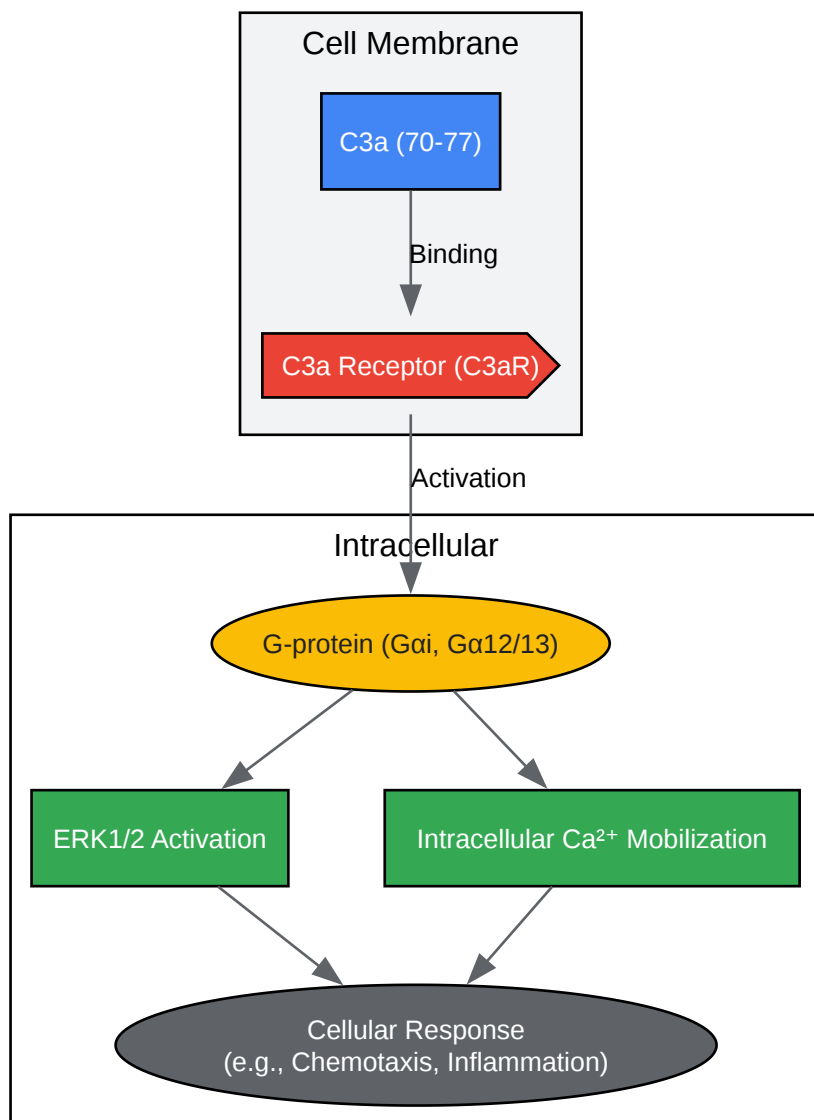 Cell Membrane
C3a (70-77)
Binding
C3a Receptor (C3aR)
Activation
Intracellular
G-protein (Gαi, Gα12/13)
ERK1/2 Activation
Intracellular Ca²⁺ Mobilization
Cellular Response
(e.g., Chemotaxis, Inflammation)